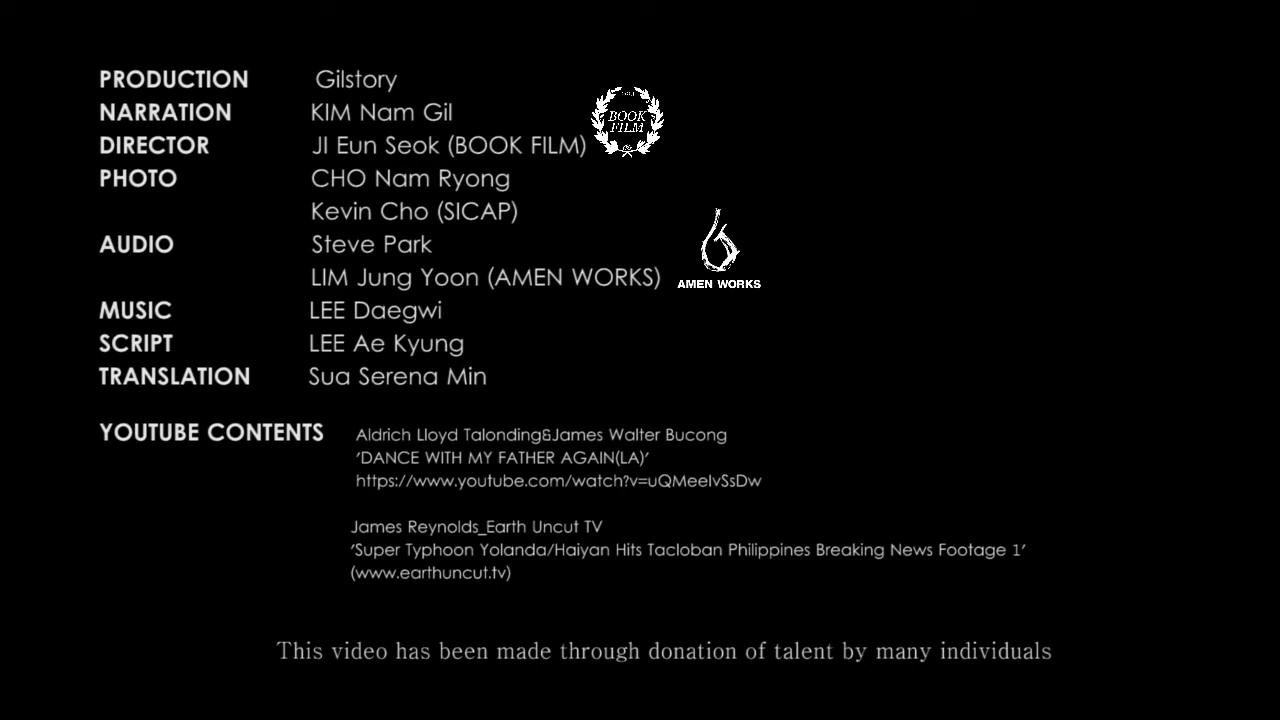 PRODUCTION Gilstory
NARRATION KIM Nam Gil
DIRECTOR JI Eun Seok (BOOK FILM)
BOOK
FILM
PHOTO CHO Nam Ryong
Kevin Cho (SICAP)
AUDIO Steve Park
LIM Jung Yoon (AMEN WORKS)
AMEN WORKS
MUSIC LEE Daegwi
SCRIPT LEE Ae Kyung
TRANSLATION Sua Serena Min
YOUTUBE CONTENTS Aldrich Lloyd Talonding&James Walter Bucong
'DANCE WITH MY FATHER AGAIN(LA)'
https://www.youtube.com/watch?v=uQMeeIvSsDw
James Reynolds_Earth Uncut TV
'Super Typhoon Yolanda/Haiyan Hits Tacloban Philippines Breaking News Footage 1'
(www.earthuncut.tv)
This video has been made through donation of talent by many individuals